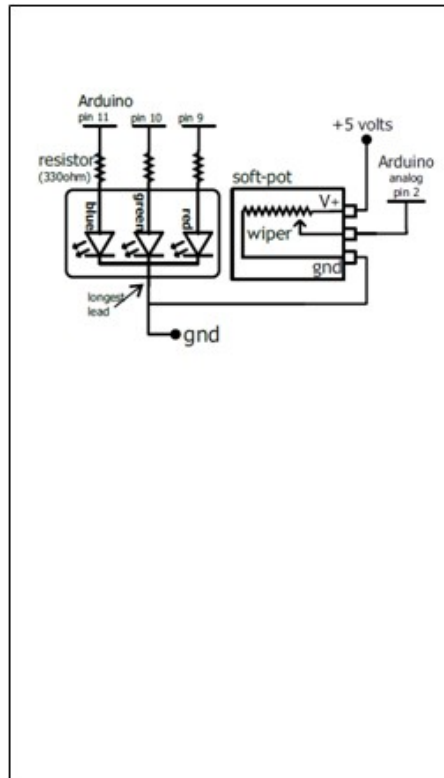 Arduino
pin 11 pin 10 pin 9
+5 volts
Arduino
analog
pin 2
resistor
(330ohm)
soft-pot
V+
blue
green
red
wiper
gnd
longest
lead
gnd